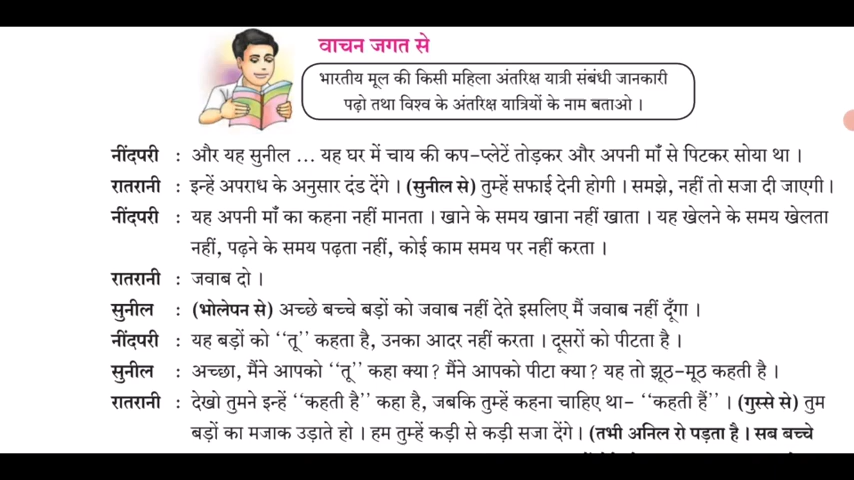 वाचन जगत से
भारतीय मूल की किसी महिला अंतरिक्ष यात्री संबंधी जानकारी
पढ़ो तथा विश्व के अंतरिक्ष यात्रियों के नाम बताओ ।
नींदपरी : और यह सुनील ... यह घर में चाय की कप-प्लेटें तोड़कर और अपनी माँ से पिटकर सोया था ।
रातरानी : इन्हें अपराध के अनुसार दंड देंगे । (सुनील से) तुम्हें सफाई देनी होगी । समझे, नहीं तो सजा दी जाएगी ।
नींदपरी : यह अपनी माँ का कहना नहीं मानता । खाने के समय खाना नहीं खाता । यह खेलने के समय खेलता
नहीं, पढ़ने के समय पढ़ता नहीं, कोई काम समय पर नहीं करता ।
रातरानी : जवाब दो ।
सुनील : (भोलेपन से) अच्छे बच्चे बड़ों को जवाब नहीं देते इसलिए मैं जवाब नहीं दूँगा ।
नींदपरी : यह बड़ों को “तू” कहता है, उनका आदर नहीं करता । दूसरों को पीटता है ।
सुनील : अच्छा, मैंने आपको “तू” कहा क्या ? मैंने आपको पीटा क्या ? यह तो झूठ-मूठ कहती है ।
रातरानी : देखो तुमने इन्हें “कहती है” कहा है, जबकि तुम्हें कहना चाहिए था- “कहती हैं” । (गुस्से से) तुम
बड़ों का मजाक उड़ाते हो । हम तुम्हें कड़ी से कड़ी सजा देंगे । (तभी अनिल रो पड़ता है । सब बच्चे